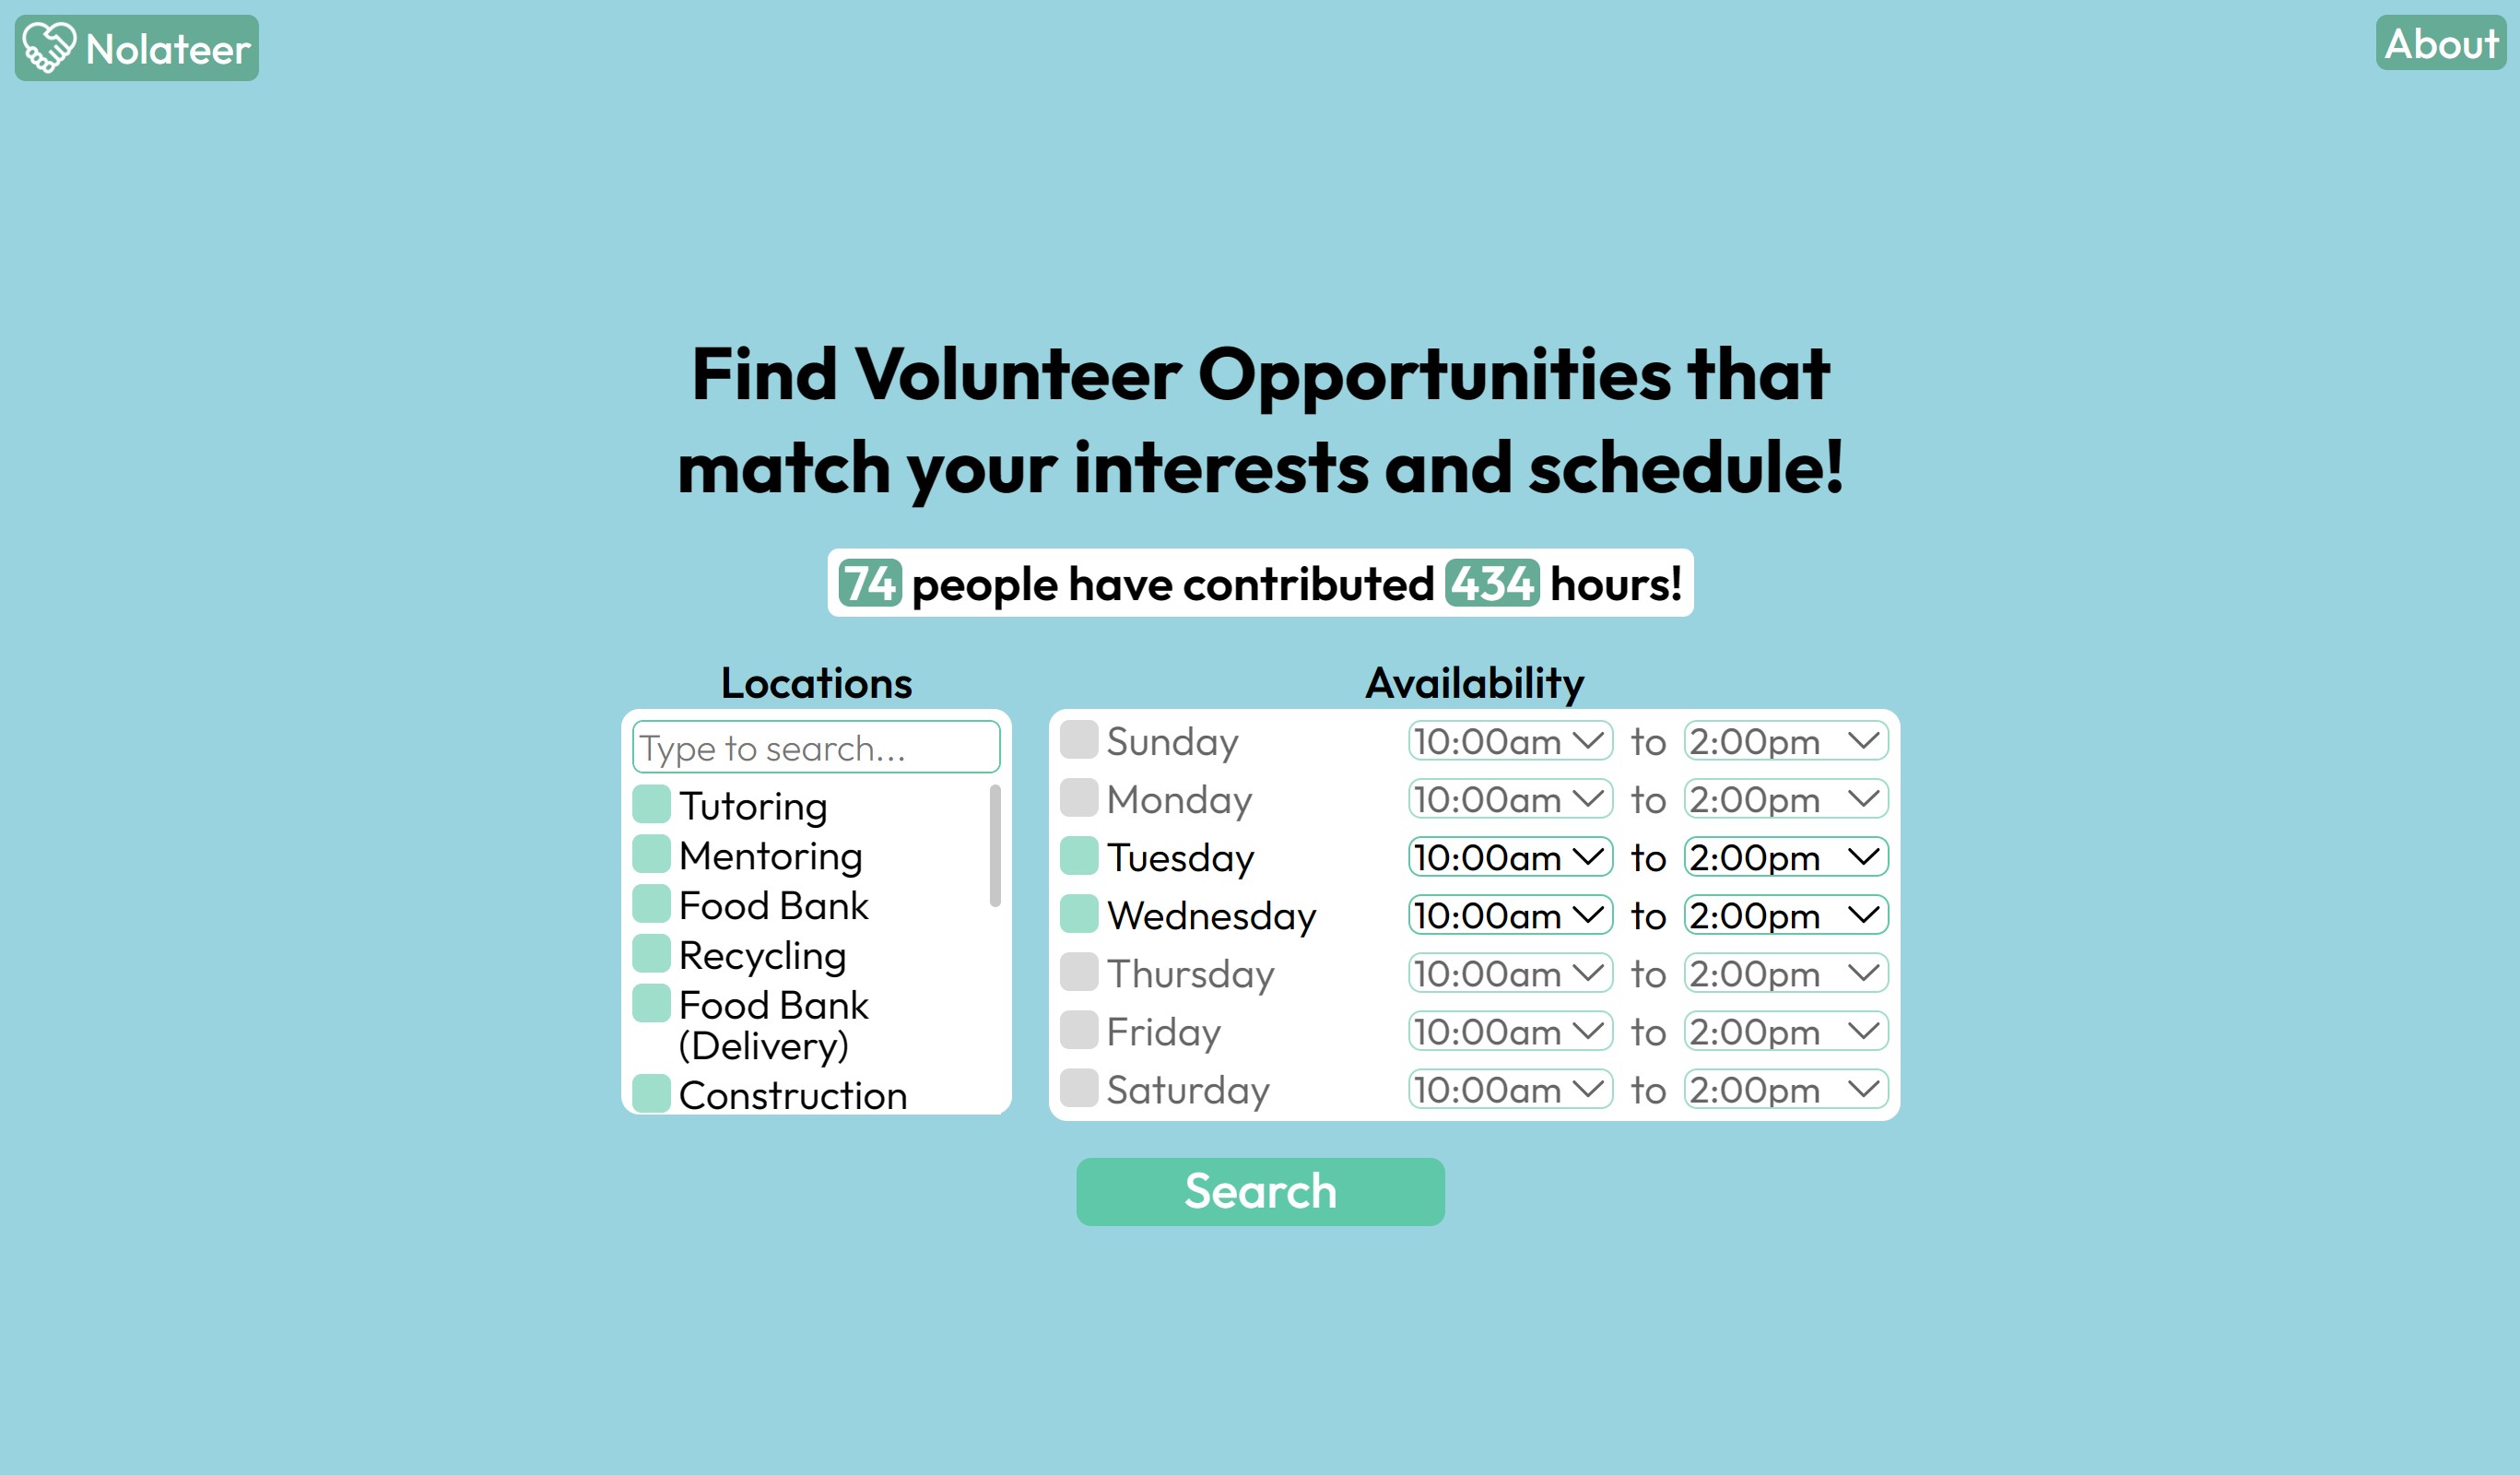 Nolateer
About
Find Volunteer Opportunities that
match your interests and schedule!
74 people have contributed 434 hours!
Locations
Type to search...
Tutoring
Mentoring
Food Bank
Recycling
Food Bank
(Delivery)
Construction
Availability
Sunday 10:00am to 2:00pm
Monday 10:00am to 2:00pm
Tuesday 10:00am to 2:00pm
Wednesday 10:00am to 2:00pm
Thursday 10:00am to 2:00pm
Friday 10:00am to 2:00pm
Saturday 10:00am to 2:00pm
Search